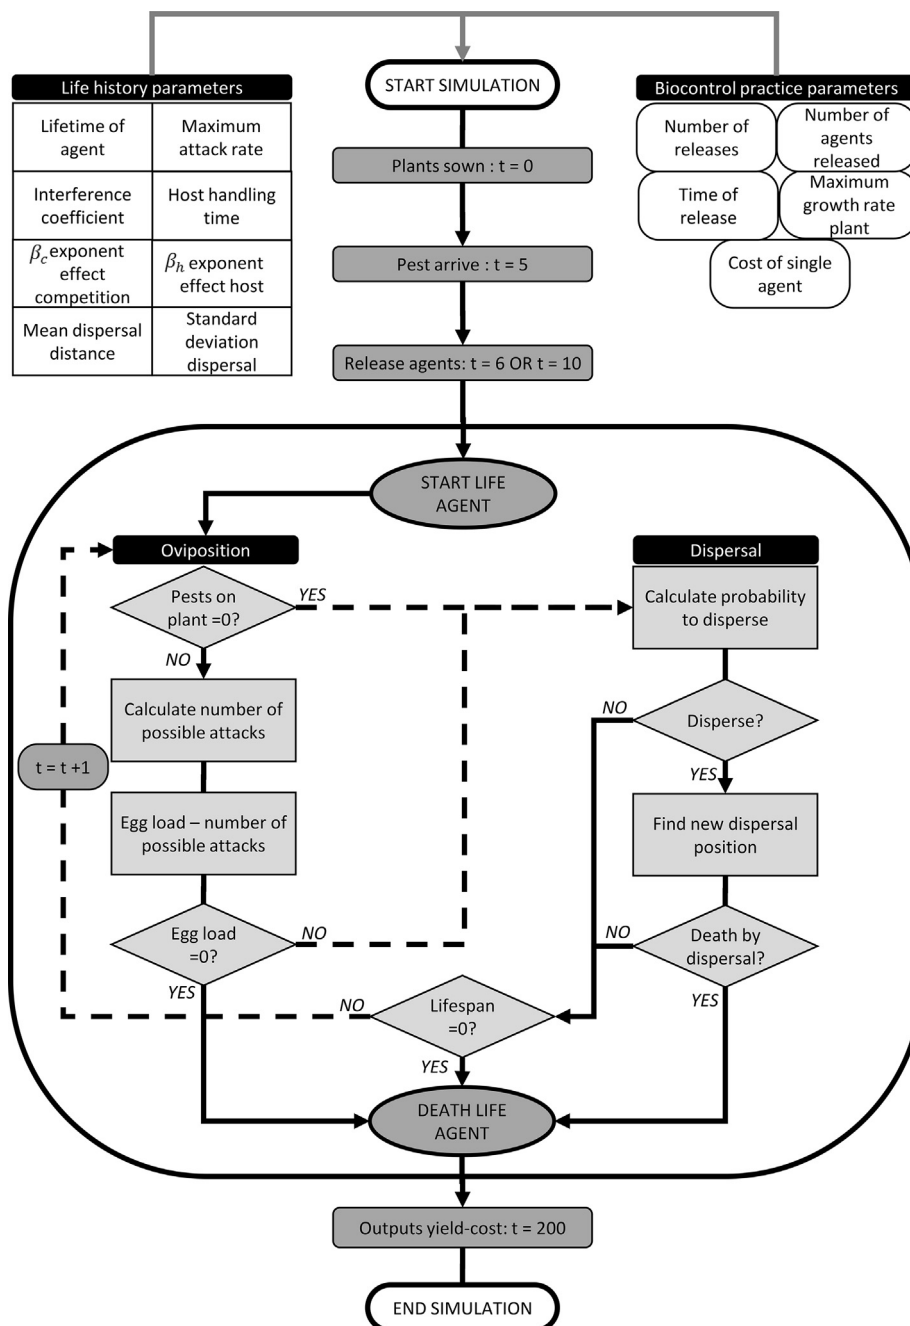 START SIMULATION
Life history parameters
Lifetime of
agent
Maximum
attack rate
Interference
coefficient
Host handling
time
β_c exponent
effect
competition
β_h exponent
effect host
Mean dispersal
distance
Standard
deviation
dispersal
Biocontrol practice parameters
Number of
releases
Number of
agents
released
Time of
release
Maximum
growth rate
plant
Cost of single
agent
Plants sown : t = 0
Pest arrive : t = 5
Release agents: t = 6 OR t = 10
START LIFE
AGENT
Oviposition
Pests on
plant =0?
YES
NO
Calculate number of
possible attacks
t = t +1
Egg load – number of
possible attacks
Egg load
=0?
NO
YES
Dispersal
Calculate probability
to disperse
Disperse?
NO
YES
Find new dispersal
position
Death by
dispersal?
NO
YES
Lifespan
=0?
NO
YES
DEATH LIFE
AGENT
Outputs yield-cost: t = 200
END SIMULATION